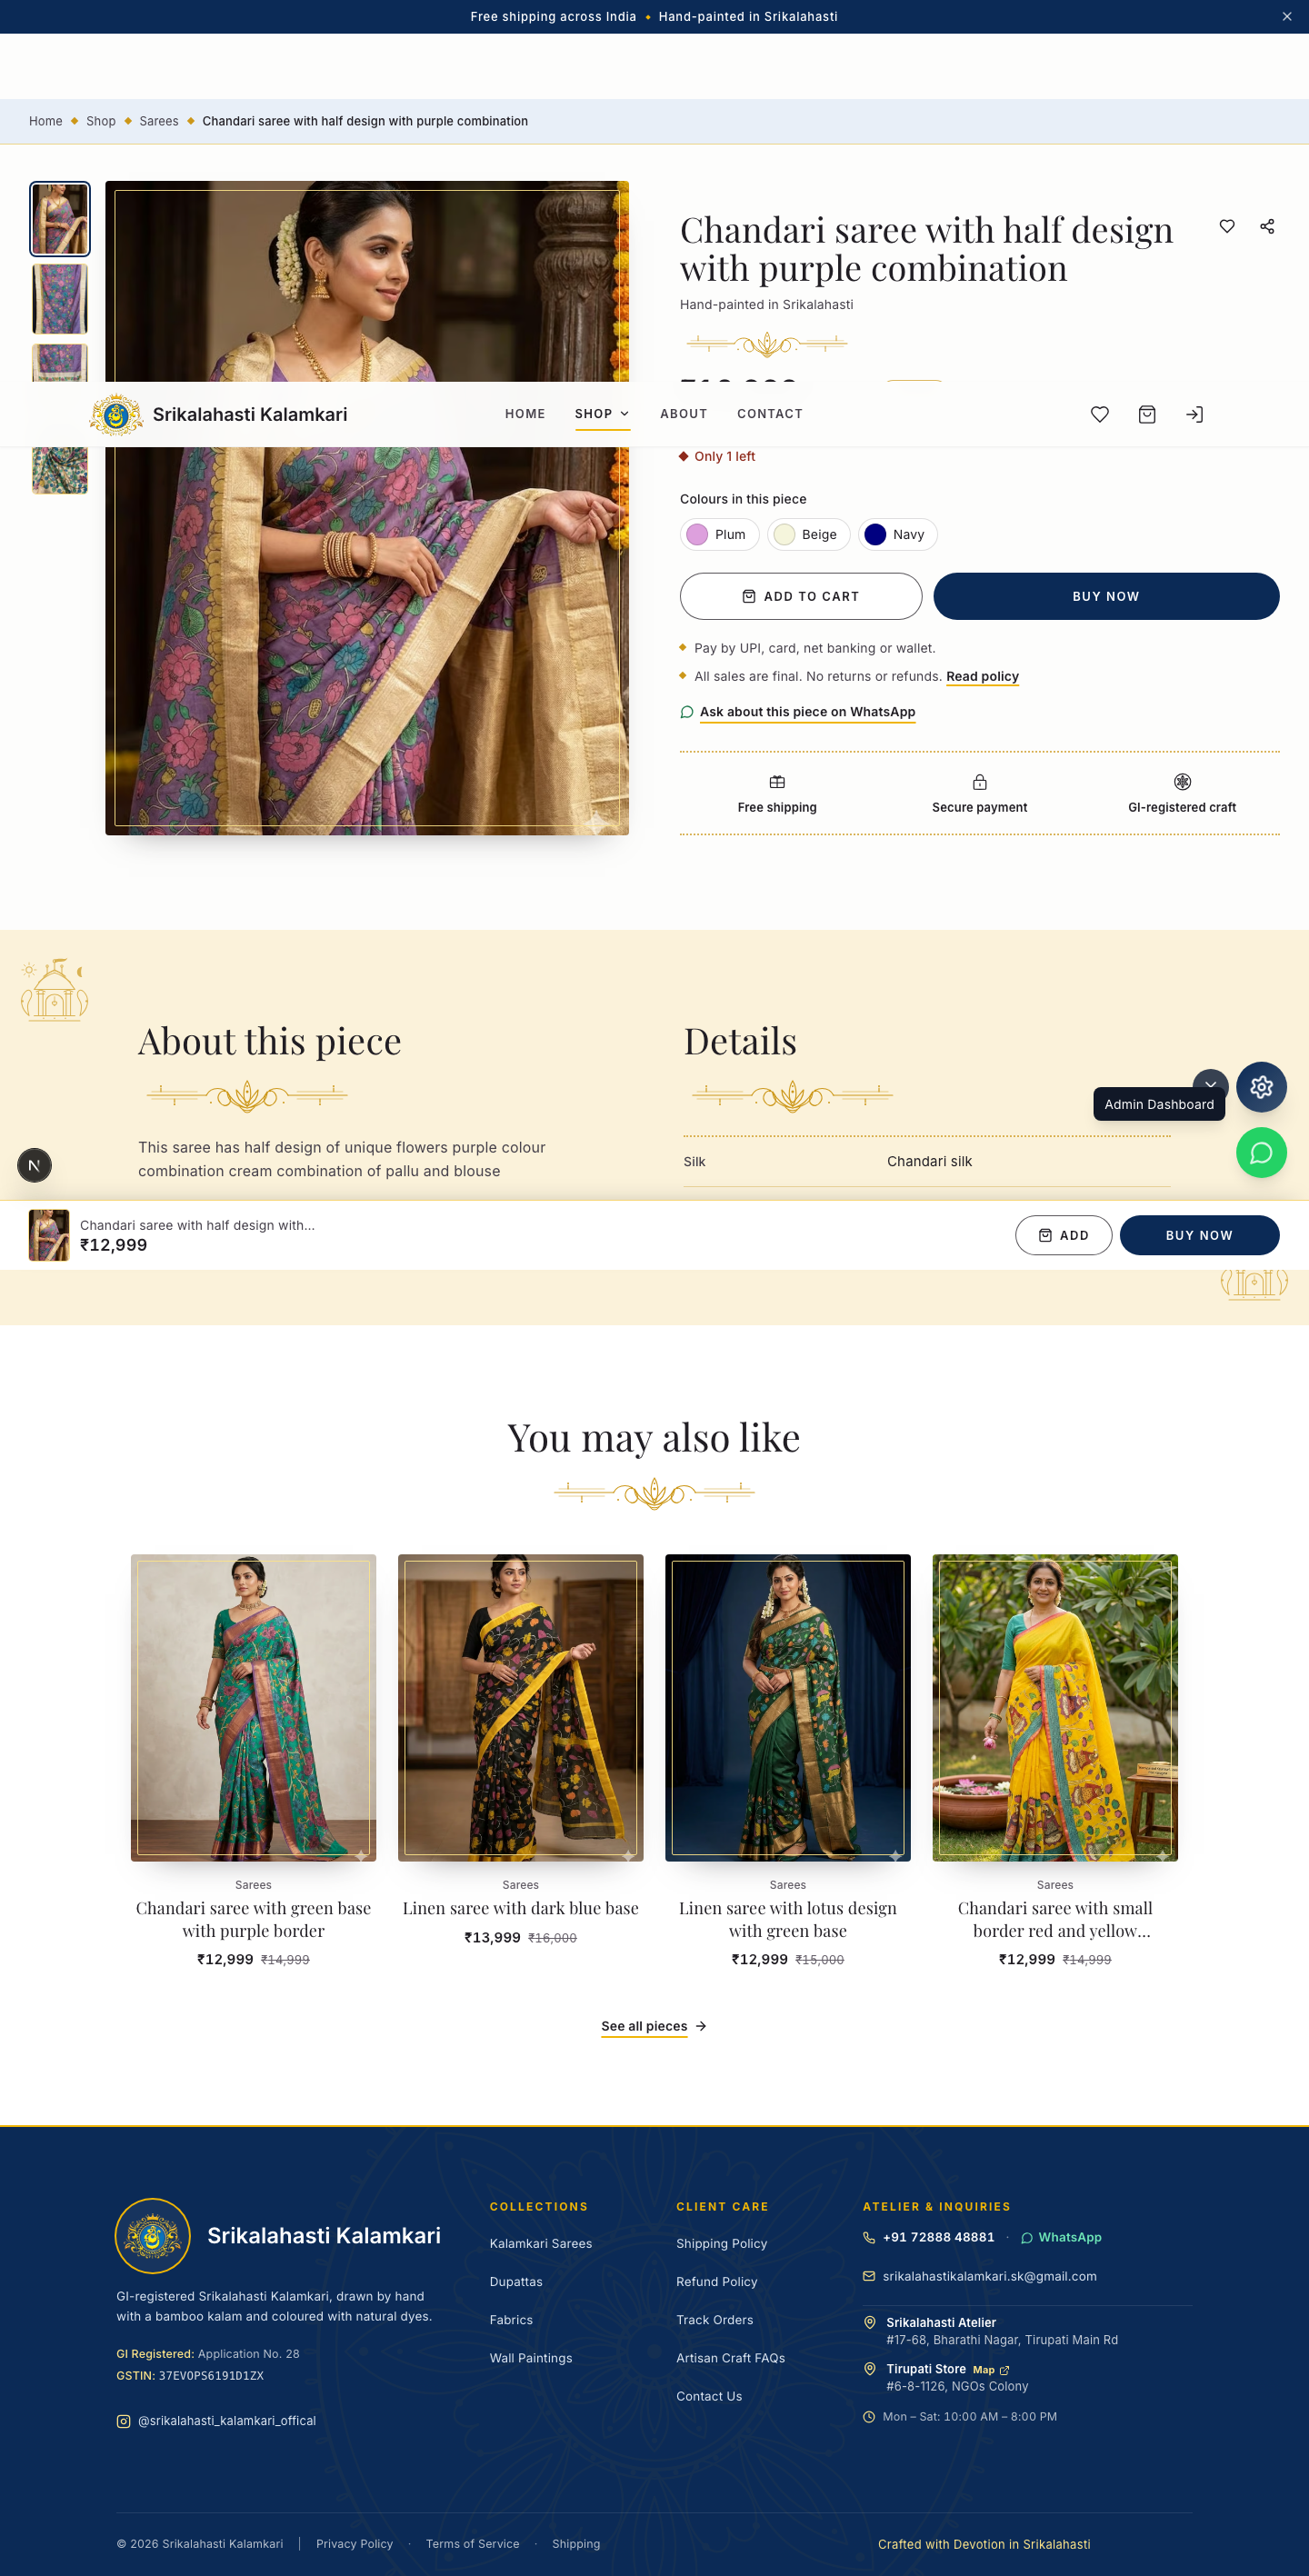 Free shipping across India ◆ Hand-painted in Srikalahasti
Home ◆ Shop ◆ Sarees ◆ Chandari saree with half design with purple combination
Chandari saree with half design
with purple combination
Hand-painted in Srikalahasti
Srikalahasti Kalamkari
HOME
SHOP
ABOUT
CONTACT
Only 1 left
Colours in this piece
Plum
Beige
Navy
ADD TO CART
BUY NOW
Pay by UPI, card, net banking or wallet.
All sales are final. No returns or refunds. Read policy
Ask about this piece on WhatsApp
Free shipping
Secure payment
GI-registered craft
About this piece
This saree has half design of unique flowers purple colour
combination cream combination of pallu and blouse
Details
Silk
Chandari silk
Admin Dashboard
N
Chandari saree with half design with...
₹12,999
ADD
BUY NOW
You may also like
Sarees
Chandari saree with green base
with purple border
₹12,999 ₹14,999
Sarees
Linen saree with dark blue base
₹13,999 ₹16,000
Sarees
Linen saree with lotus design
with green base
₹12,999 ₹15,000
Sarees
Chandari saree with small
border red and yellow...
₹12,999 ₹14,999
See all pieces
Srikalahasti Kalamkari
GI-registered Srikalahasti Kalamkari, drawn by hand
with a bamboo kalam and coloured with natural dyes.
GI Registered: Application No. 28
GSTIN: 37EVOPS6191D1ZX
@srikalahasti_kalamkari_offical
COLLECTIONS
Kalamkari Sarees
Dupattas
Fabrics
Wall Paintings
CLIENT CARE
Shipping Policy
Refund Policy
Track Orders
Artisan Craft FAQs
Contact Us
ATELIER & INQUIRIES
+91 72888 48881 · WhatsApp
srikalahastikalamkari.sk@gmail.com
Srikalahasti Atelier
#17-68, Bharathi Nagar, Tirupati Main Rd
Tirupati Store Map
#6-8-1126, NGOs Colony
Mon – Sat: 10:00 AM – 8:00 PM
© 2026 Srikalahasti Kalamkari | Privacy Policy · Terms of Service · Shipping
Crafted with Devotion in Srikalahasti